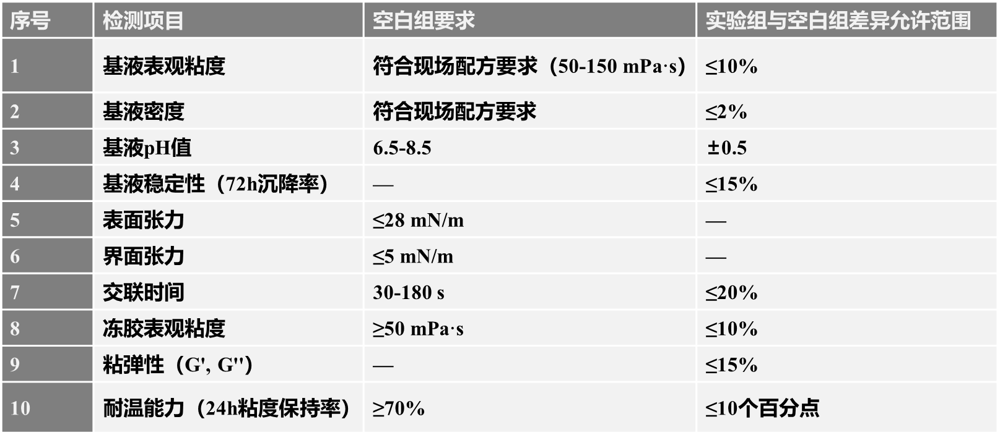 序号 检测项目 空白组要求 实验组与空白组差异允许范围
1 基液表观粘度 符合现场配方要求（50-150 mPa·s） ≤10%
2 基液密度 符合现场配方要求 ≤2%
3 基液pH值 6.5-8.5 ±0.5
4 基液稳定性（72h沉降率） — ≤15%
5 表面张力 ≤28 mN/m —
6 界面张力 ≤5 mN/m —
7 交联时间 30-180 s ≤20%
8 冻胶表观粘度 ≥50 mPa·s ≤10%
9 粘弹性（G', G''） — ≤15%
10 耐温能力（24h粘度保持率） ≥70% ≤10个百分点